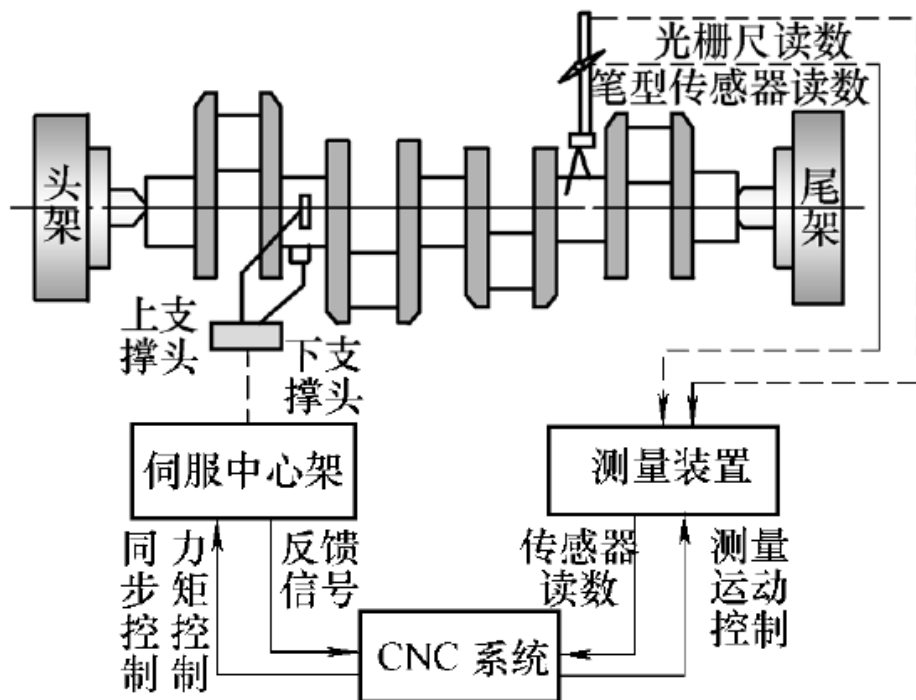 光栅尺读数
笔型传感器读数
头架
尾架
上支
撑头
下支
撑头
伺服中心架
测量装置
同步控制
力矩控制
反馈
信号
传感器
读数
测量
运动
控制
CNC 系统